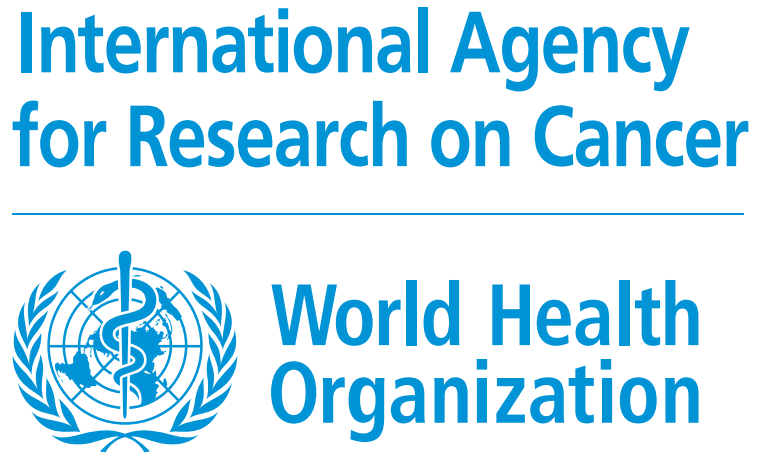 International Agency
for Research on Cancer
World Health
Organization